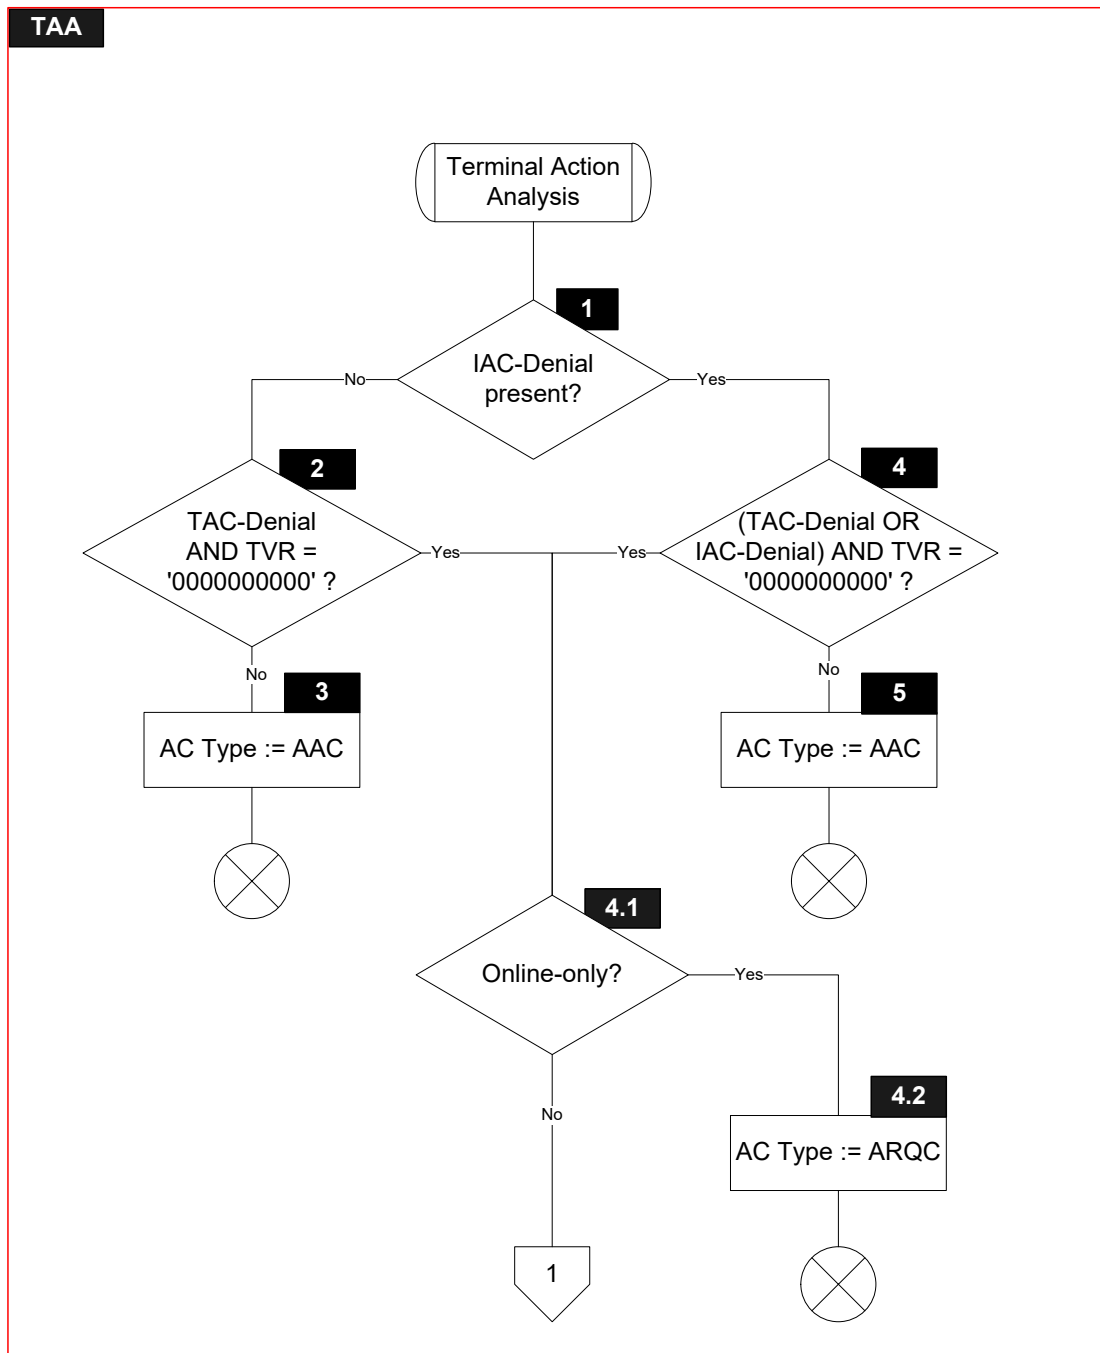 TAA
Terminal Action
Analysis
1
IAC-Denial
present?
No
Yes
2
TAC-Denial
AND TVR =
'0000000000' ?
Yes
4
(TAC-Denial OR
IAC-Denial) AND TVR =
'0000000000' ?
Yes
No
3
AC Type := AAC
No
5
AC Type := AAC
4.1
Online-only?
Yes
No
4.2
AC Type := ARQC
1